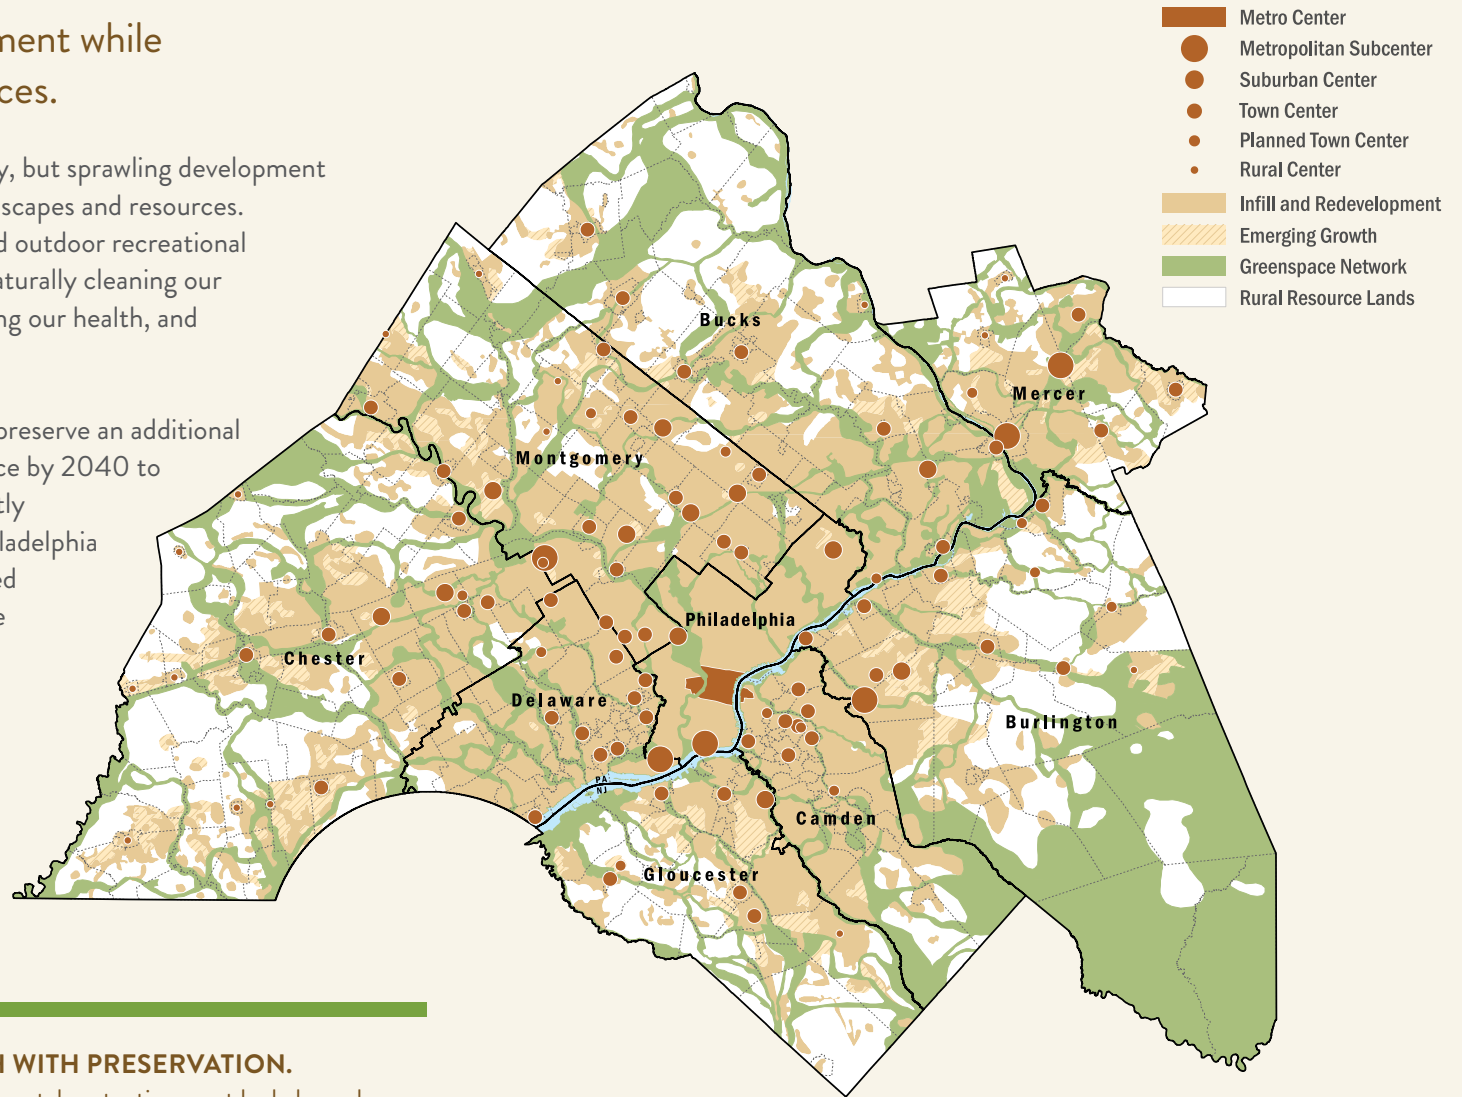 ment while
ces.
y, but sprawling development
scapes and resources.
d outdoor recreational
aturally cleaning our
ng our health, and
preserve an additional
ce by 2040 to
tly
ladelphia
ed
e
WITH PRESERVATION.
Metro Center
Metropolitan Subcenter
Suburban Center
Town Center
Planned Town Center
Rural Center
Infill and Redevelopment
Emerging Growth
Greenspace Network
Rural Resource Lands
Bucks
Mercer
Montgomery
Philadelphia
Chester
Delaware
Burlington
PA
NJ
Camden
Gloucester